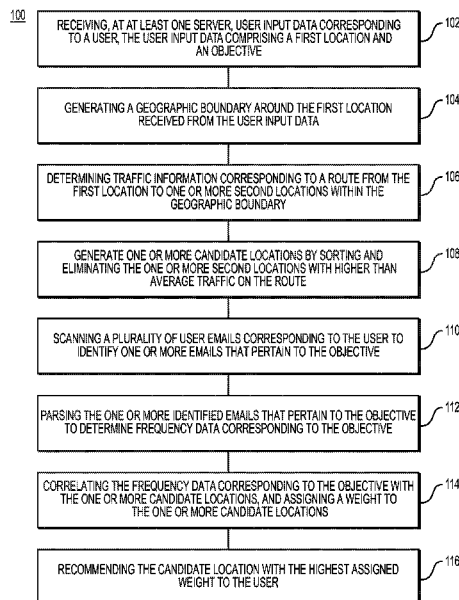 100
RECEIVING, AT AT LEAST ONE SERVER, USER INPUT DATA CORRESPONDING
TO A USER, THE USER INPUT DATA COMPRISING A FIRST LOCATION AND
AN OBJECTIVE
102
GENERATING A GEOGRAPHIC BOUNDARY AROUND THE FIRST LOCATION
RECEIVED FROM THE USER INPUT DATA
104
DETERMINING TRAFFIC INFORMATION CORRESPONDING TO A ROUTE FROM THE
FIRST LOCATION TO ONE OR MORE SECOND LOCATIONS WITHIN THE
GEOGRAPHIC BOUNDARY
106
GENERATE ONE OR MORE CANDIDATE LOCATIONS BY SORTING AND
ELIMINATING THE ONE OR MORE SECOND LOCATIONS WITH HIGHER THAN
AVERAGE TRAFFIC ON THE ROUTE
108
SCANNING A PLURALITY OF USER EMAILS CORRESPONDING TO THE USER TO
IDENTIFY ONE OR MORE EMAILS THAT PERTAIN TO THE OBJECTIVE
110
PARSING THE ONE OR MORE IDENTIFIED EMAILS THAT PERTAIN TO THE OBJECTIVE
TO DETERMINE FREQUENCY DATA CORRESPONDING TO THE OBJECTIVE
112
CORRELATING THE FREQUENCY DATA CORRESPONDING TO THE OBJECTIVE WITH
THE ONE OR MORE CANDIDATE LOCATIONS, AND ASSIGNING A WEIGHT TO
THE ONE OR MORE CANDIDATE LOCATIONS
114
RECOMMENDING THE CANDIDATE LOCATION WITH THE HIGHEST ASSIGNED
WEIGHT TO THE USER
116